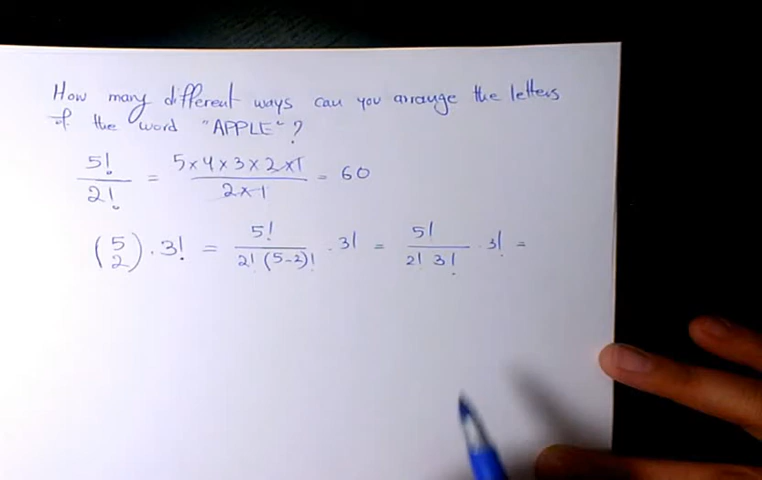 How many different ways can you arrange the letters
of the word "APPLE"?
5!/2! = 5×4×3×2×1/2×1 = 60
(5 2) · 3! = 5!/2!(5-2)! · 3! = 5!/2! 3! · 3! =